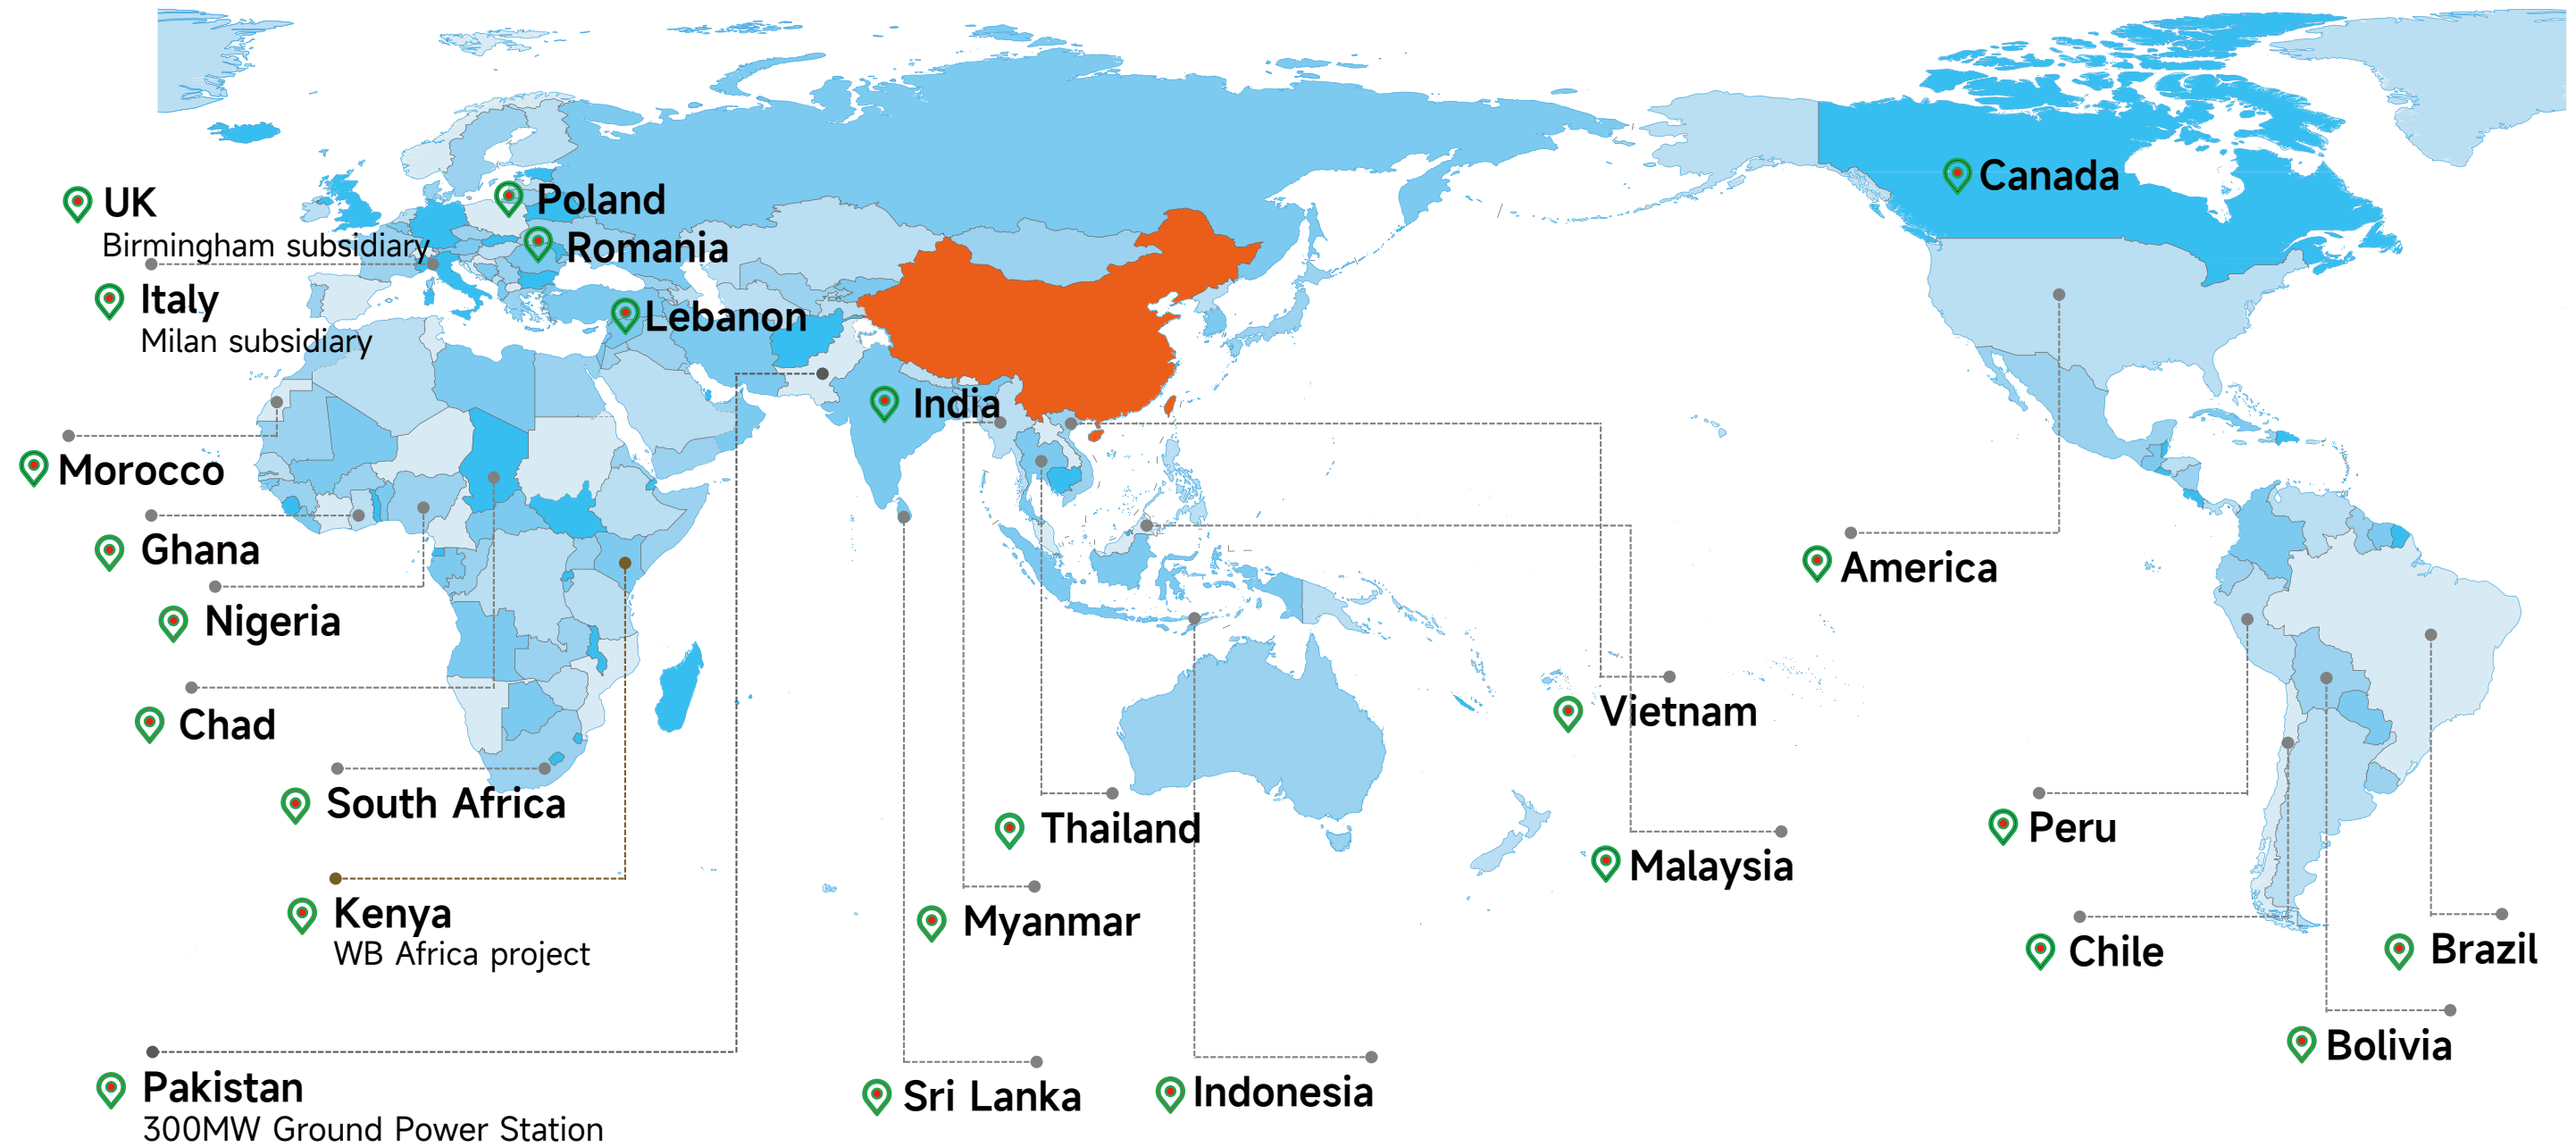 UK
Birmingham subsidiary
Italy
Milan subsidiary
Poland
Romania
Lebanon
Canada
India
Morocco
Ghana
Nigeria
Chad
South Africa
Kenya
WB Africa project
Pakistan
300MW Ground Power Station
America
Vietnam
Thailand
Malaysia
Myanmar
Sri Lanka
Indonesia
Peru
Chile
Brazil
Bolivia